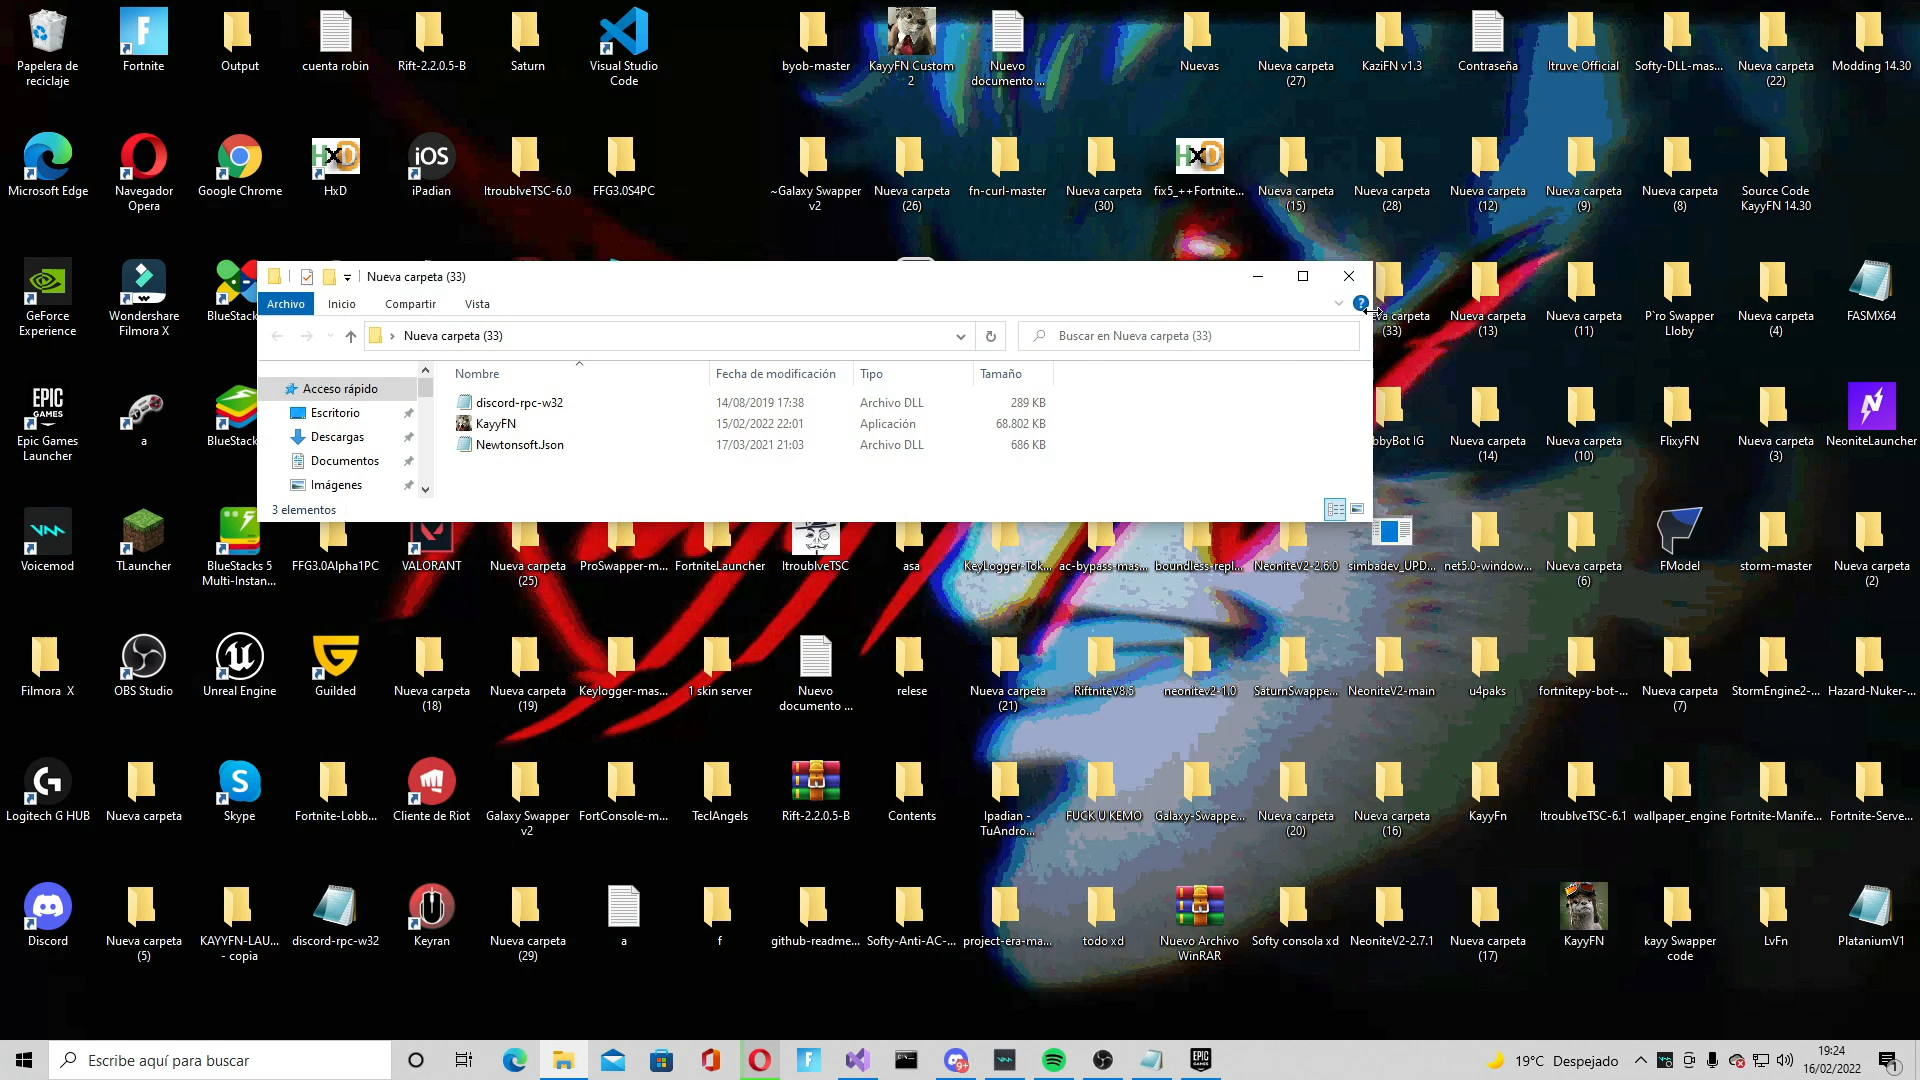 Papelera de
reciclaje
Fortnite
Output
cuenta robin
Rift-2.2.0.5-B
Saturn
Visual Studio
Code
byob-master
KayyFN Custom
2
Nuevo
documento ...
Nuevas
Nueva carpeta
(27)
KaziFN v1.3
Contraseña
Itruve Official
Softy-DLL-mas...
Nueva carpeta
(22)
Modding 14.30
Microsoft Edge
Navegador
Opera
Google Chrome
HxD
iOS
iPadian
ItroublveTSC-6.0
FFG3.0S4PC
~Galaxy Swapper
v2
Nueva carpeta
(26)
fn-curl-master
Nueva carpeta
(30)
fix5_++Fortnite...
Nueva carpeta
(15)
Nueva carpeta
(28)
Nueva carpeta
(12)
Nueva carpeta
(9)
Nueva carpeta
(8)
Source Code
KayyFN 14.30
GeForce
Experience
Wondershare
Filmora X
BlueStack
Nueva carpeta (33)
Archivo
Inicio
Compartir
Vista
Nueva carpeta (33)
Buscar en Nueva carpeta (33)
Nombre
Fecha de modificación
Tipo
Tamaño
Acceso rápido
Escritorio
Descargas
Documentos
Imágenes
discord-rpc-w32 14/08/2019 17:38 Archivo DLL 289 KB
KayyFN 15/02/2022 22:01 Aplicación 68.802 KB
Newtonsoft.Json 17/03/2021 21:03 Archivo DLL 686 KB
3 elementos
va carpeta
(33)
Nueva carpeta
(13)
Nueva carpeta
(11)
P`ro Swapper
Lloby
Nueva carpeta
(4)
FASMX64
EPIC
GAMES
Epic Games
Launcher
a
BlueStack
bbyBot IG
Nueva carpeta
(14)
Nueva carpeta
(10)
FlixyFN
Nueva carpeta
(3)
NeoniteLauncher
Voicemod
TLauncher
BlueStacks 5
Multi-Instan...
FFG3.0Alpha1PC
VALORANT
Nueva carpeta
(25)
ProSwapper-m...
FortniteLauncher
ItroublveTSC
asa
KeyLogger-Tok...
ac-bypass-mas...
boundless-repl...
NeoniteV2-2.6.0
simbadev_UPD...
net5.0-window...
Nueva carpeta
(6)
FModel
storm-master
Nueva carpeta
(2)
Filmora X
OBS Studio
Unreal Engine
Guilded
Nueva carpeta
(18)
Nueva carpeta
(19)
Keylogger-mas...
1 skin server
Nuevo
documento ...
relese
Nueva carpeta
(21)
RiftniteV8.5
neonitev2-1.0
SaturnSwappe...
NeoniteV2-main
u4paks
fortnitepy-bot-...
Nueva carpeta
(7)
StormEngine2-...
Hazard-Nuker-...
Logitech G HUB
Nueva carpeta
Skype
Fortnite-Lobb...
Cliente de Riot
Galaxy Swapper
v2
FortConsole-m...
TeclAngels
Rift-2.2.0.5-B
Contents
Ipadian -
TuAndro...
FUCK U KEMO
Galaxy-Swappe...
Nueva carpeta
(20)
Nueva carpeta
(16)
KayyFn
ItroublveTSC-6.1
wallpaper_engine
Fortnite-Manife...
Fortnite-Serve...
Discord
Nueva carpeta
(5)
KAYYFN-LAU...
- copia
discord-rpc-w32
Keyran
Nueva carpeta
(29)
a
f
github-readme...
Softy-Anti-AC-...
project-era-ma...
todo xd
Nuevo Archivo
WinRAR
Softy consola xd
NeoniteV2-2.7.1
Nueva carpeta
(17)
KayyFN
kayy Swapper
code
LvFn
PlataniumV1
Escribe aquí para buscar
9+
EPIC
GAMES
19°C Despejado
19:24
16/02/2022
1